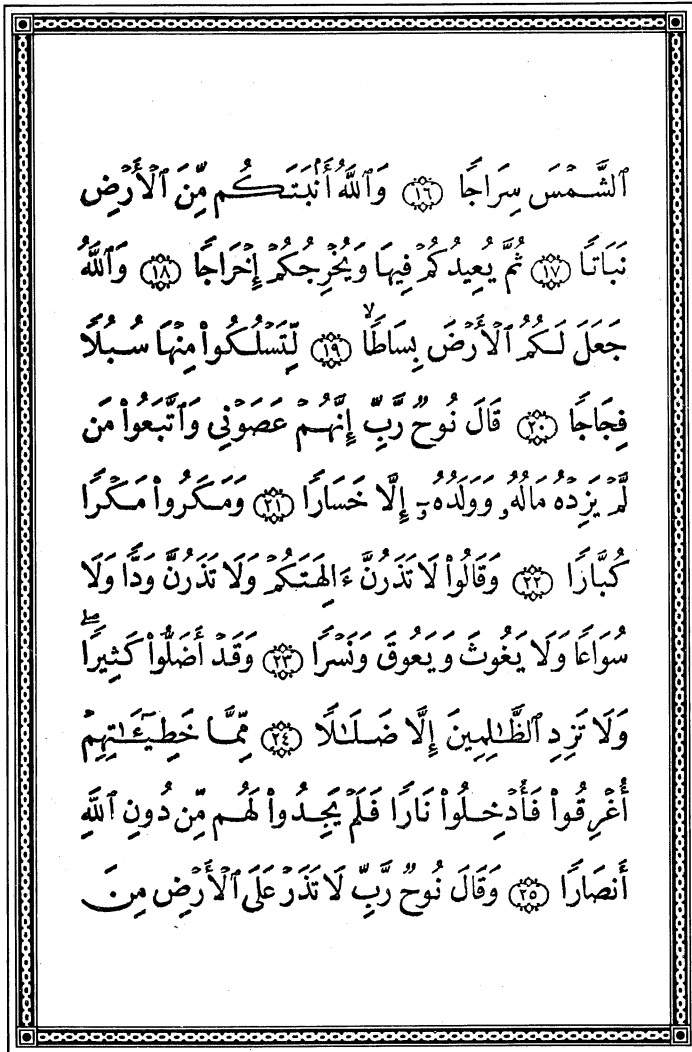 ٱلشَّمۡسَ سِرَاجٗا ١٦ وَٱللَّهُ أَنۢبَتَكُم مِّنَ ٱلۡأَرۡضِ
نَبَاتٗا ١٧ ثُمَّ يُعِيدُكُمۡ فِيهَا وَيُخۡرِجُكُمۡ إِخۡرَاجٗا ١٨ وَٱللَّهُ
جَعَلَ لَكُمُ ٱلۡأَرۡضَ بِسَاطٗاۙ ١٩ لِّتَسۡلُكُواْ مِنۡهَا سُبُلٗا
فِجَاجٗا ٢٠ قَالَ نُوحٞ رَّبِّ إِنَّهُمۡ عَصَوۡنِي وَٱتَّبَعُواْ مَن
لَّمۡ يَزِدۡهُ مَالُهُۥ وَوَلَدُهُۥٓ إِلَّا خَسَارٗا ٢١ وَمَكَرُواْ مَكۡرٗا
كُبَّارٗا ٢٢ وَقَالُواْ لَا تَذَرُنَّ ءَالِهَتَكُمۡ وَلَا تَذَرُنَّ وَدّٗا وَلَا
سُوَاعٗا وَلَا يَغُوثَ وَيَعُوقَ وَنَسۡرٗا ٢٣ وَقَدۡ أَضَلُّواْ كَثِيرٗاۖ
وَلَا تَزِدِ ٱلظَّٰلِمِينَ إِلَّا ضَلَٰلٗا ٢٤ مِّمَّا خَطِيٓـَٰٔتِهِمۡ
أُغۡرِقُواْ فَأُدۡخِلُواْ نَارٗا فَلَمۡ يَجِدُواْ لَهُم مِّن دُونِ ٱللَّهِ
أَنصَارٗا ٢٥ وَقَالَ نُوحٞ رَّبِّ لَا تَذَرۡ عَلَى ٱلۡأَرۡضِ مِنَ